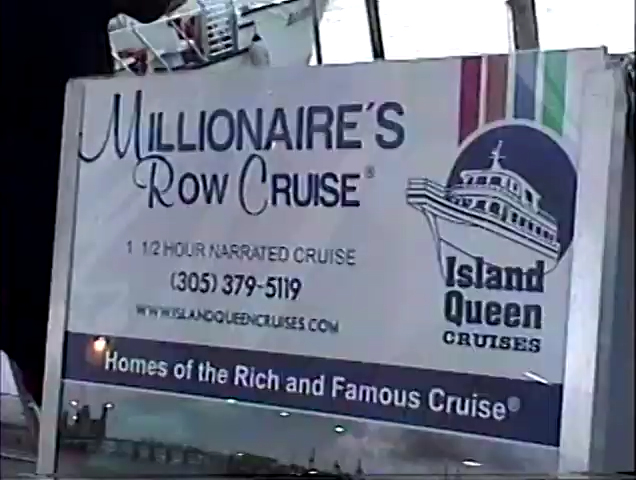 MILLIONAIRE'S
ROW CRUISE®
1 1/2 HOUR NARRATED CRUISE
(305) 379-5119
WWW.ISLANDQUEENCRUISES.COM
Island
Queen
CRUISES
Homes of the Rich and Famous Cruise®